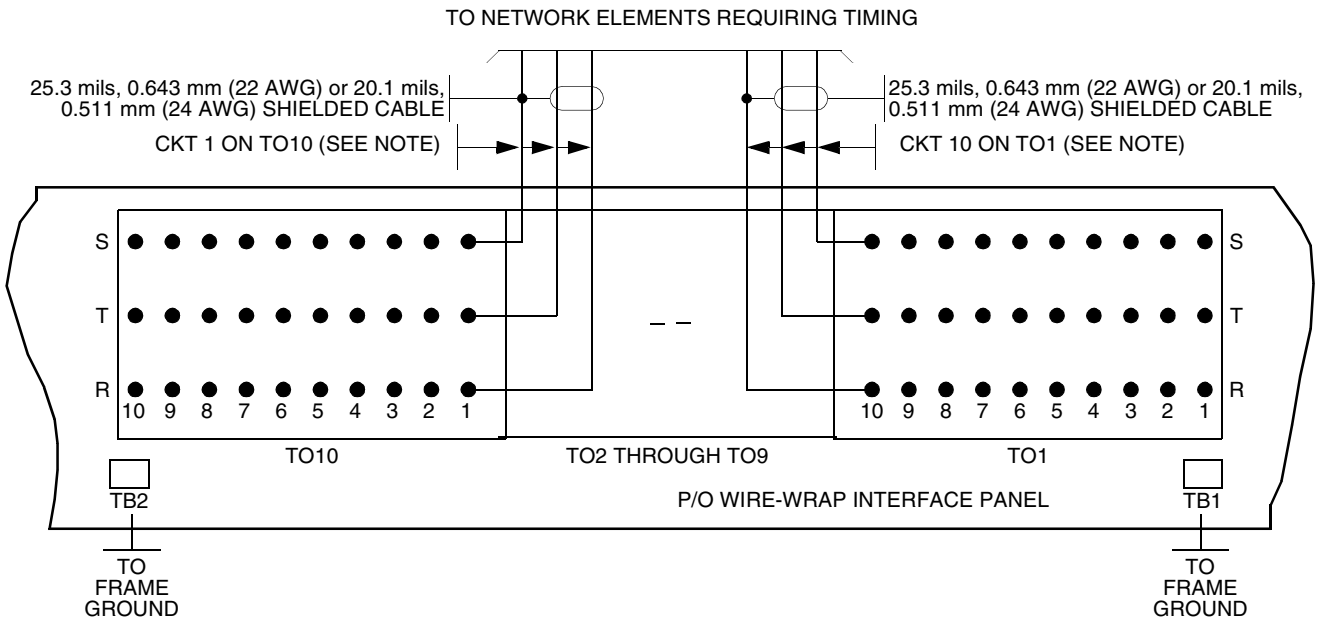 TO NETWORK ELEMENTS REQUIRING TIMING
25.3 mils, 0.643 mm (22 AWG) or 20.1 mils,
0.511 mm (24 AWG) SHIELDED CABLE
25.3 mils, 0.643 mm (22 AWG) or 20.1 mils,
0.511 mm (24 AWG) SHIELDED CABLE
CKT 1 ON TO10 (SEE NOTE)
CKT 10 ON TO1 (SEE NOTE)
S
S
T
T
R
R
10 9 8 7 6 5 4 3 2 1
10 9 8 7 6 5 4 3 2 1
TO10
TO2 THROUGH TO9
TO1
TB2
P/O WIRE-WRAP INTERFACE PANEL
TB1
TO
FRAME
GROUND
TO
FRAME
GROUND